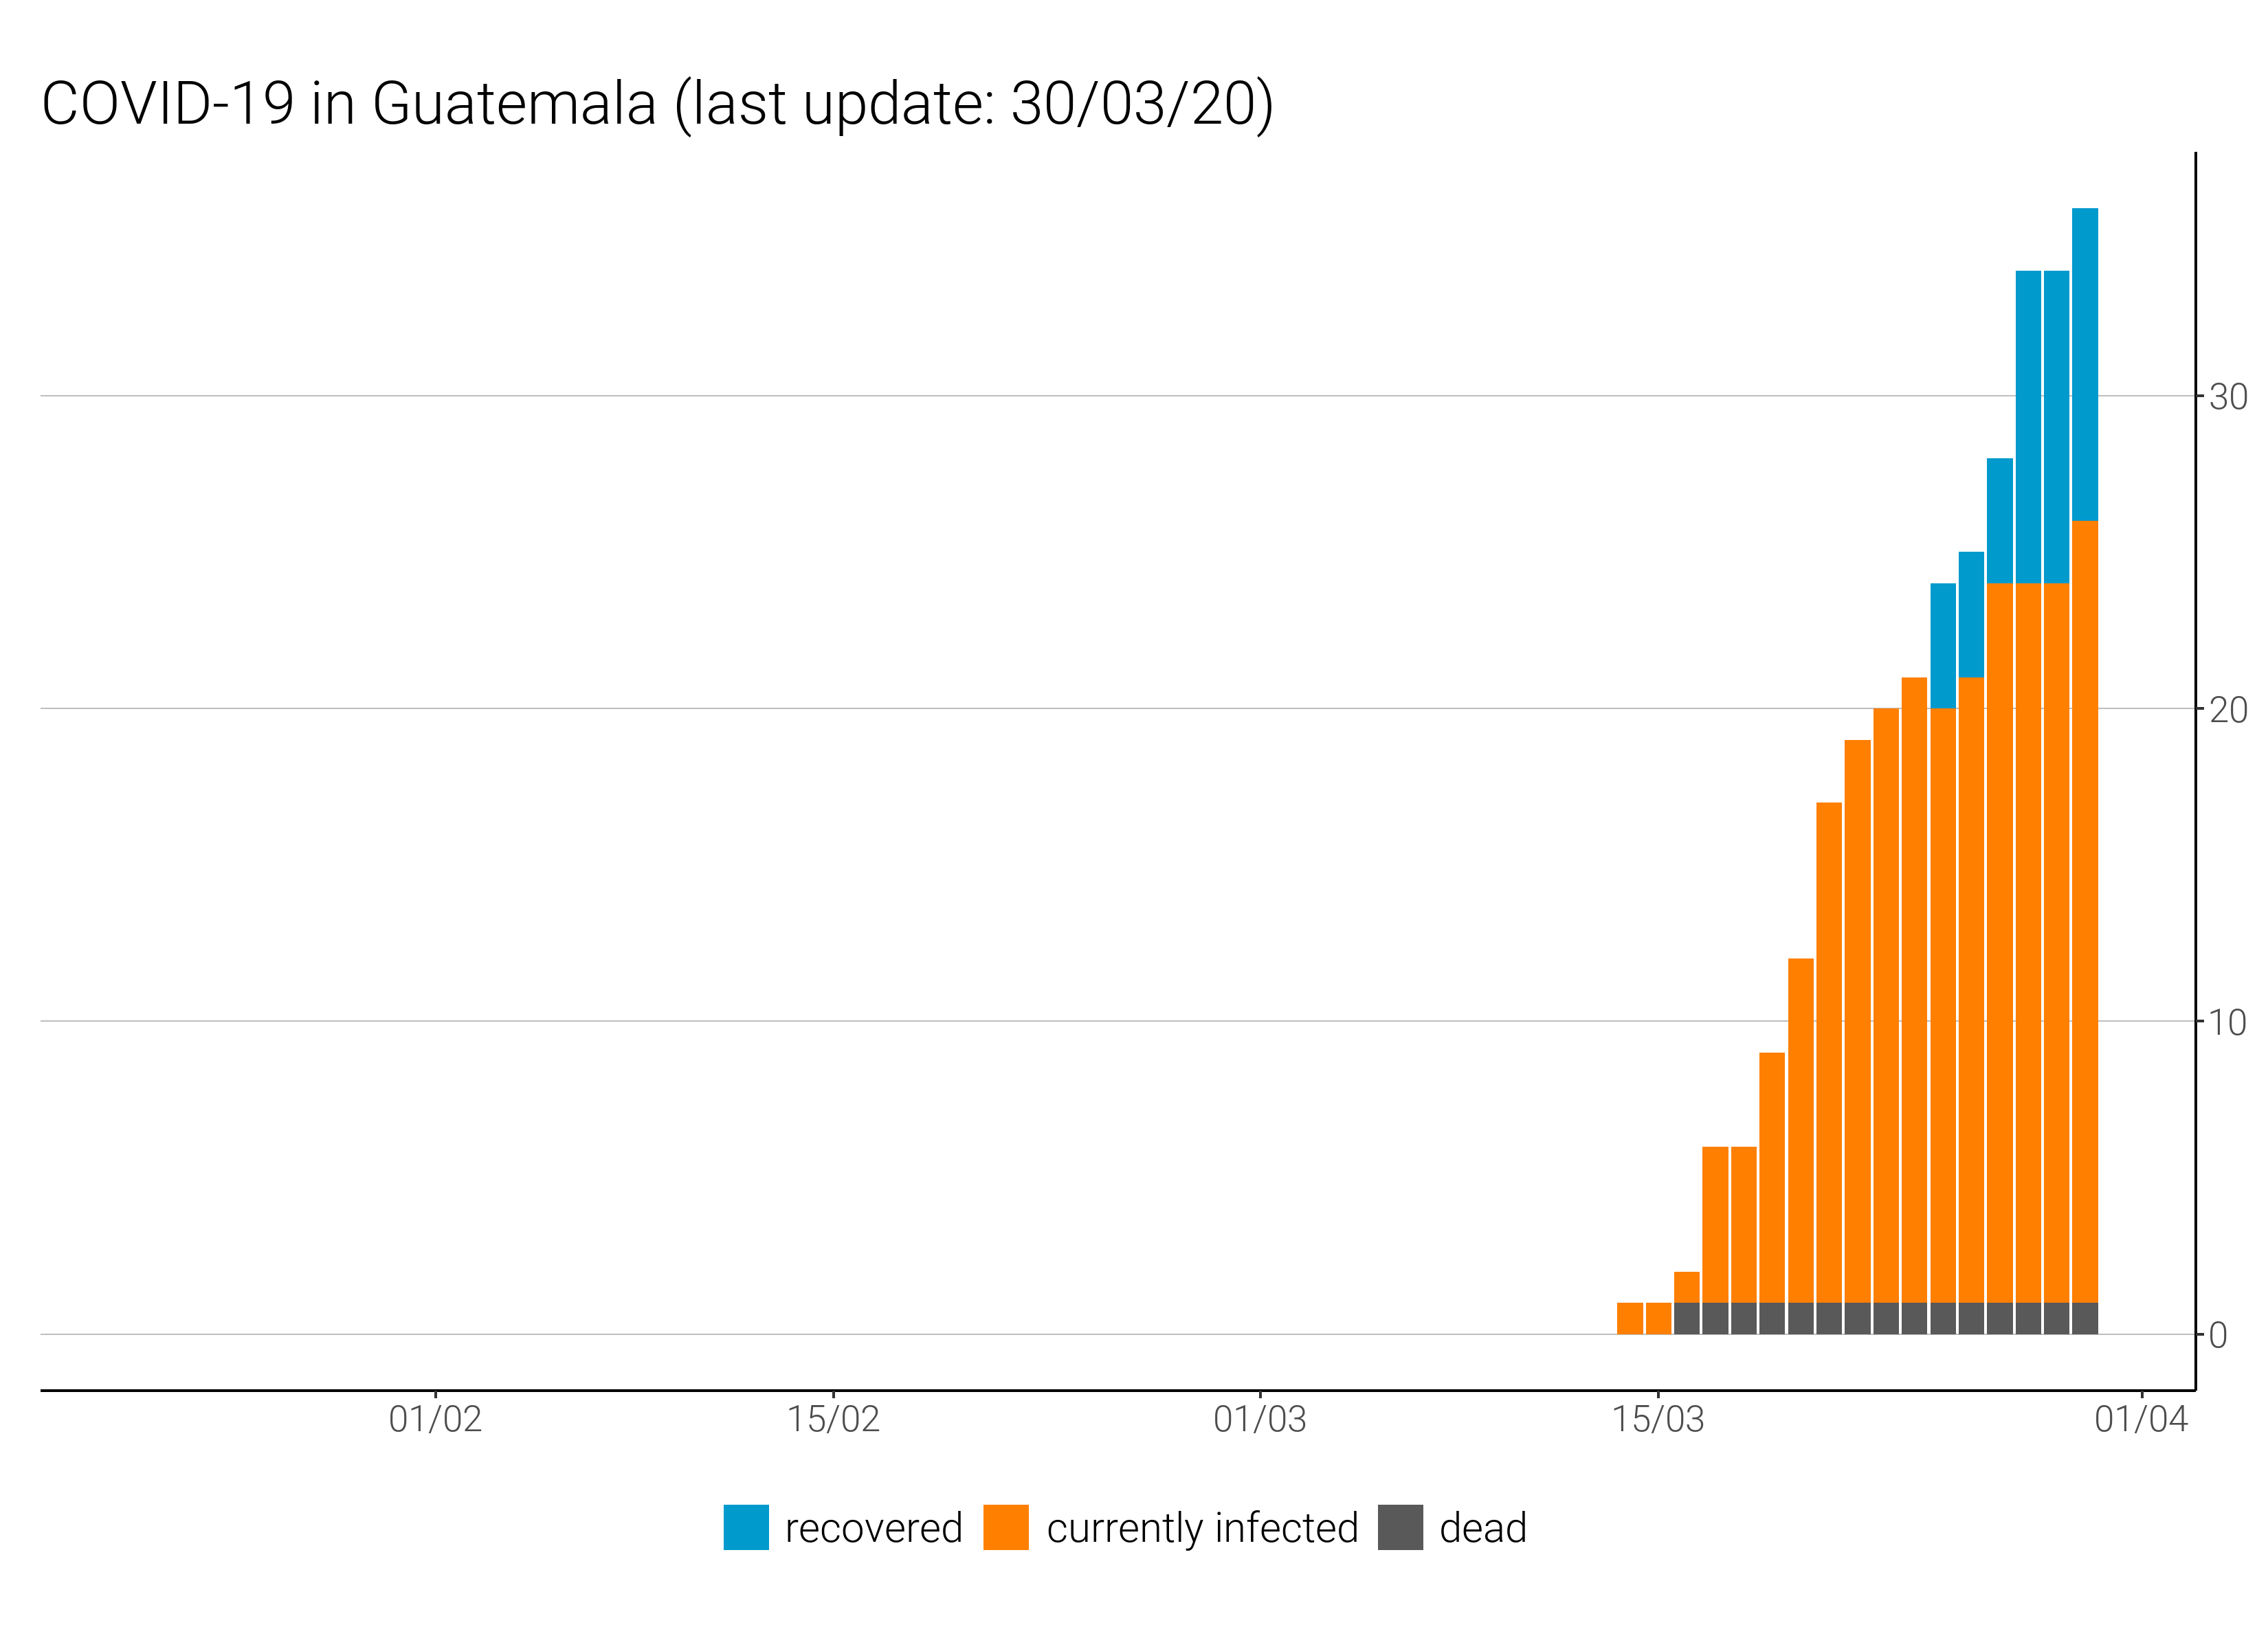 COVID-19 in Guatemala (last update: 30/03/20)
30
20
10
0
01/02 15/02 01/03 15/03 01/04
recovered currently infected dead